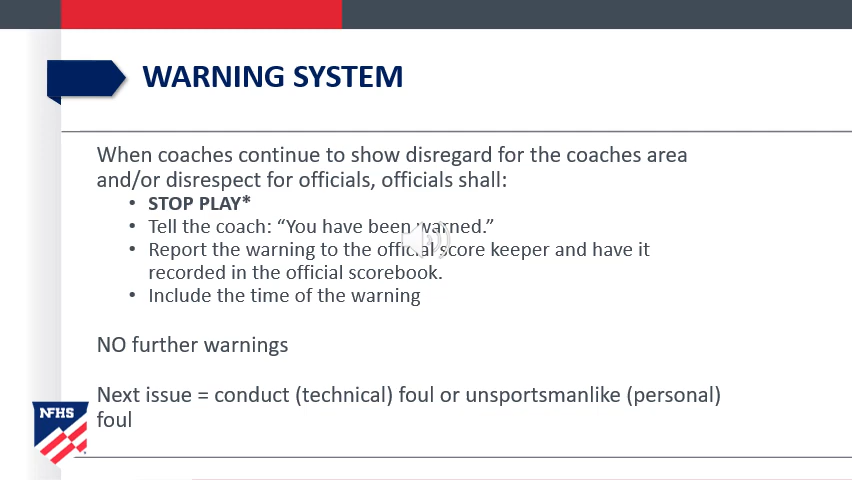 WARNING SYSTEM
When coaches continue to show disregard for the coaches area
and/or disrespect for officials, officials shall:
• STOP PLAY*
• Tell the coach: “You have been warned.”
• Report the warning to the official score keeper and have it
recorded in the official scorebook.
• Include the time of the warning
NO further warnings
Next issue = conduct (technical) foul or unsportsmanlike (personal)
foul
NFHS